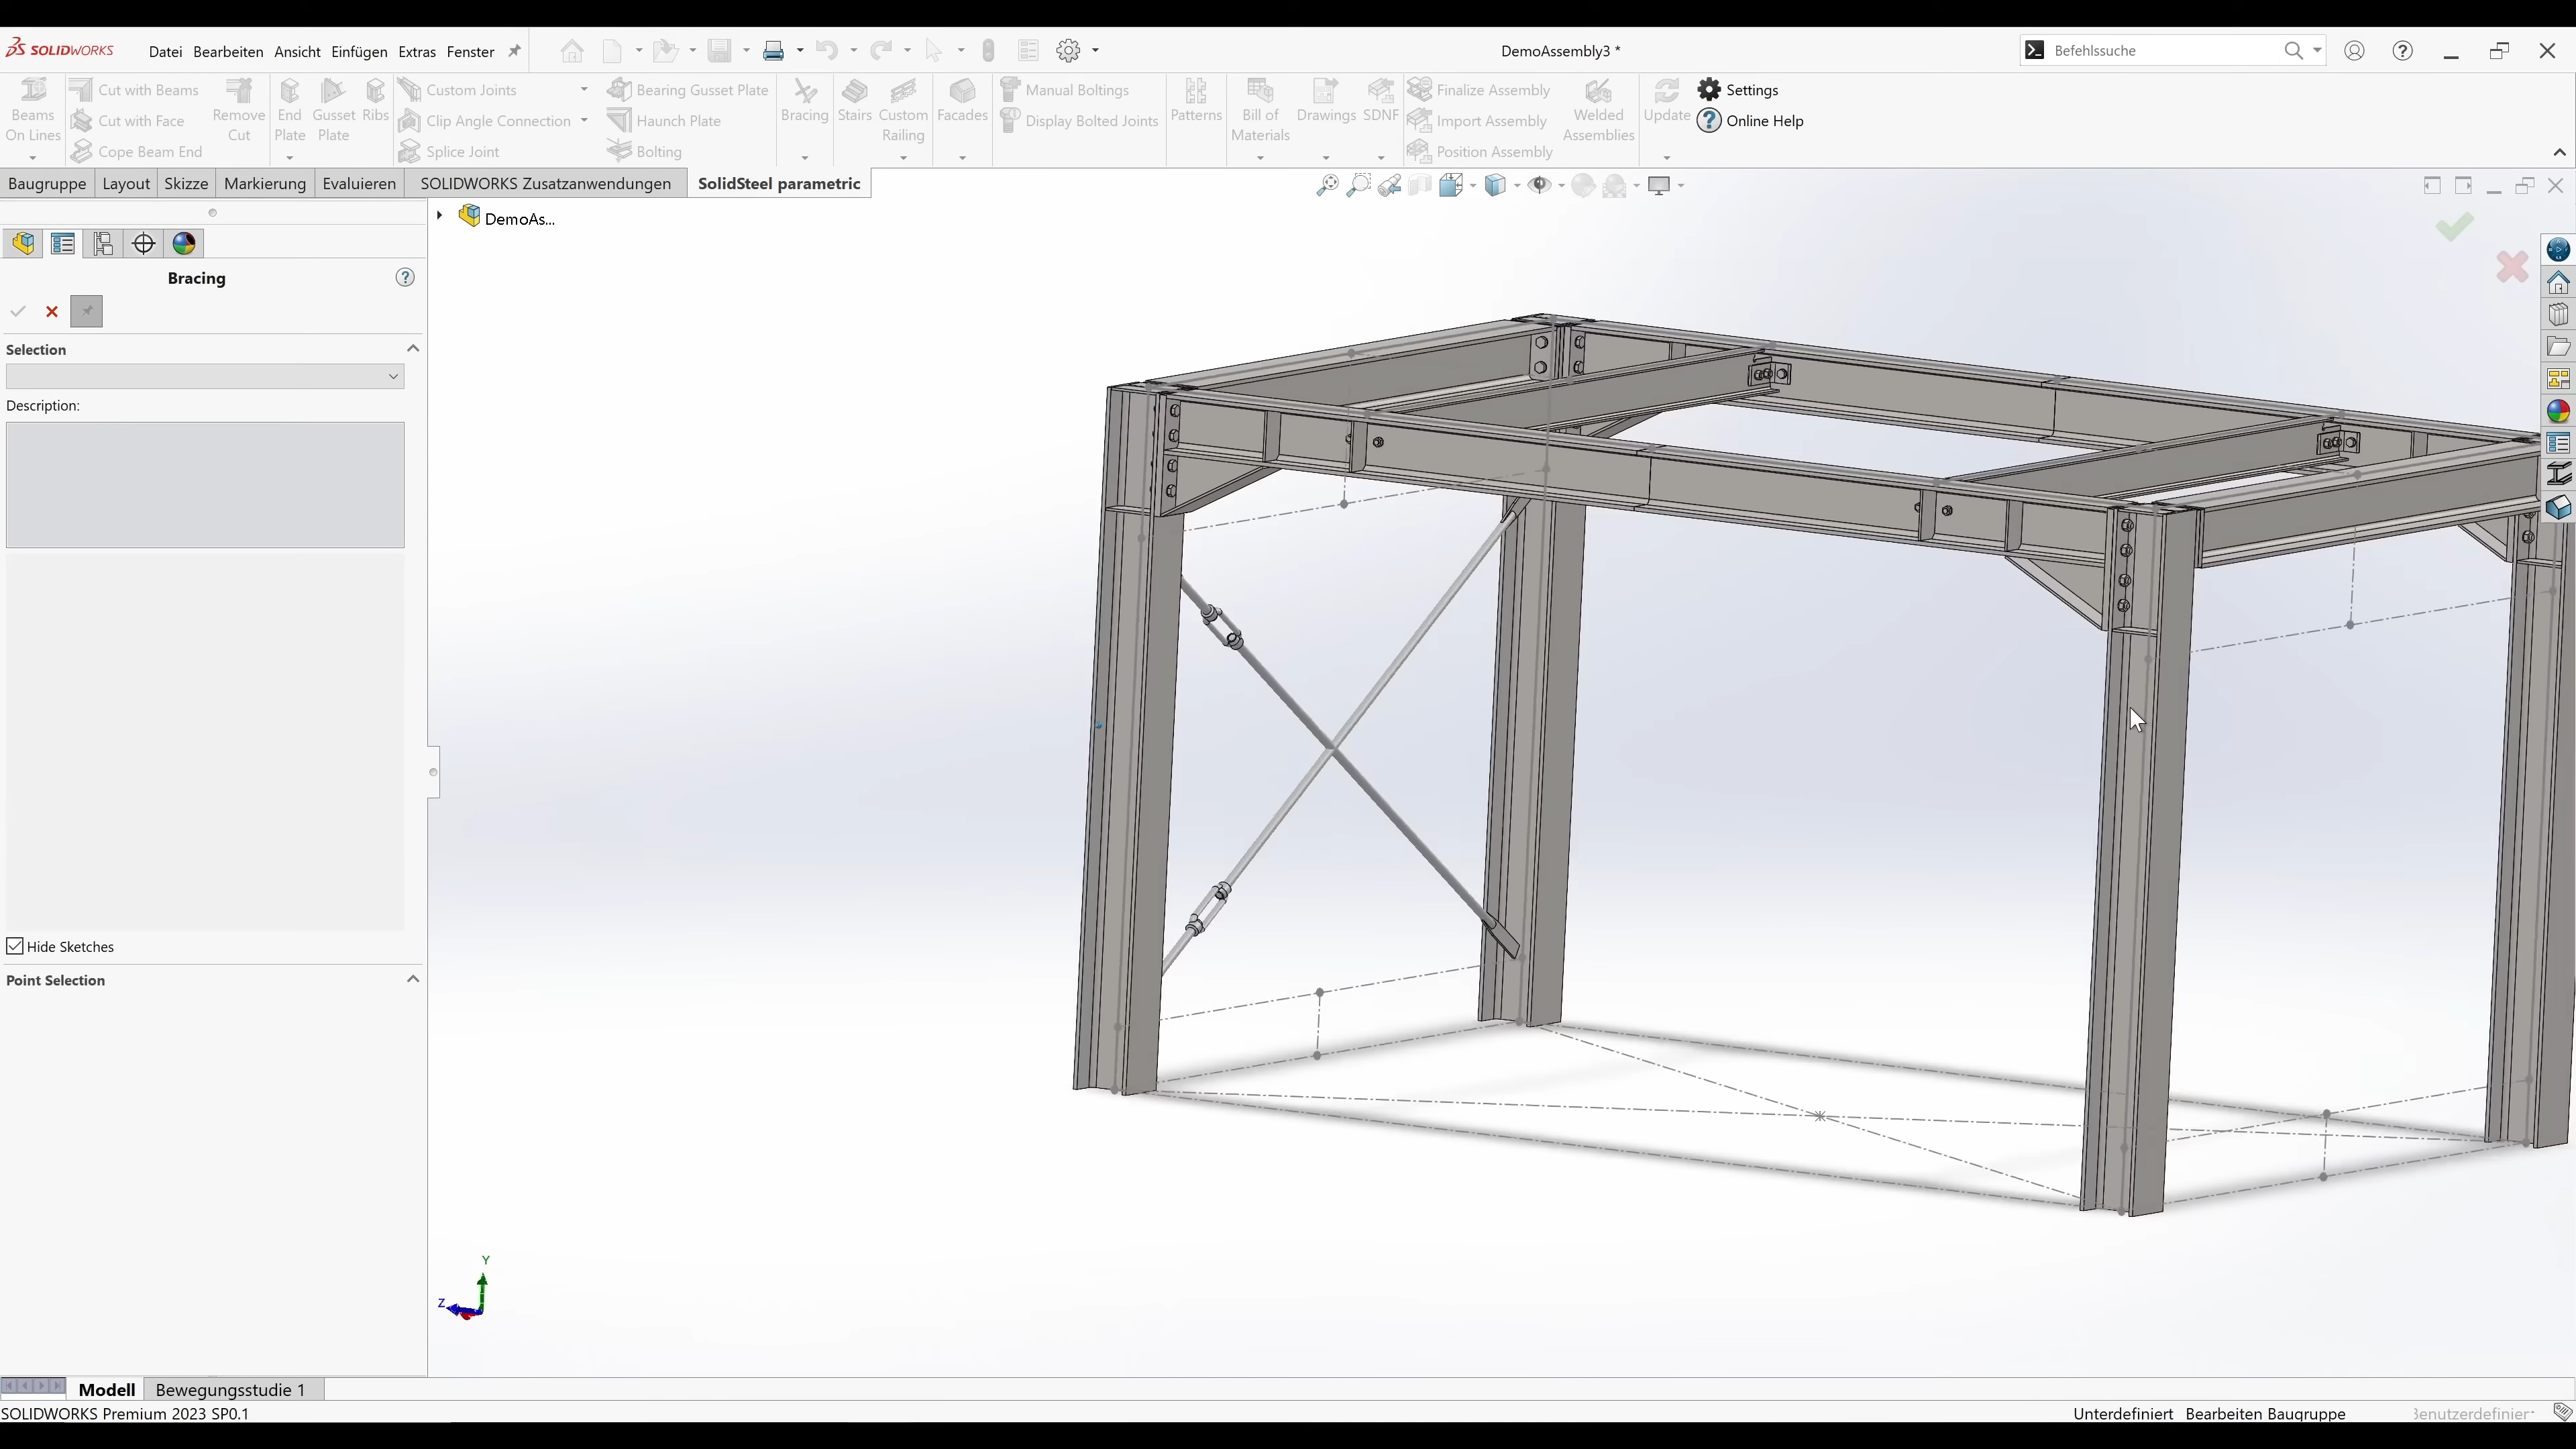 SOLIDWORKS Datei Bearbeiten Ansicht Einfügen Extras Fenster DemoAssembly3 * Befehlssuche
Beams On Lines
Cut with Beams
Cut with Face
Cope Beam End
Remove Cut
End Plate
Gusset Plate
Ribs
Custom Joints
Clip Angle Connection
Splice Joint
Bearing Gusset Plate
Haunch Plate
Bolting
Bracing
Stairs
Custom Railing
Facades
Manual Boltings
Display Bolted Joints
Patterns
Bill of Materials
Drawings
SDNF
Finalize Assembly
Import Assembly
Position Assembly
Welded Assemblies
Update
Settings
Online Help
Baugruppe Layout Skizze Markierung Evaluieren SOLIDWORKS Zusatzanwendungen SolidSteel parametric
DemoAs...
Bracing
Selection
Description:
Hide Sketches
Point Selection
Y
Z
Modell Bewegungsstudie 1
SOLIDWORKS Premium 2023 SP0.1 Unterdefiniert Bearbeiten Baugruppe